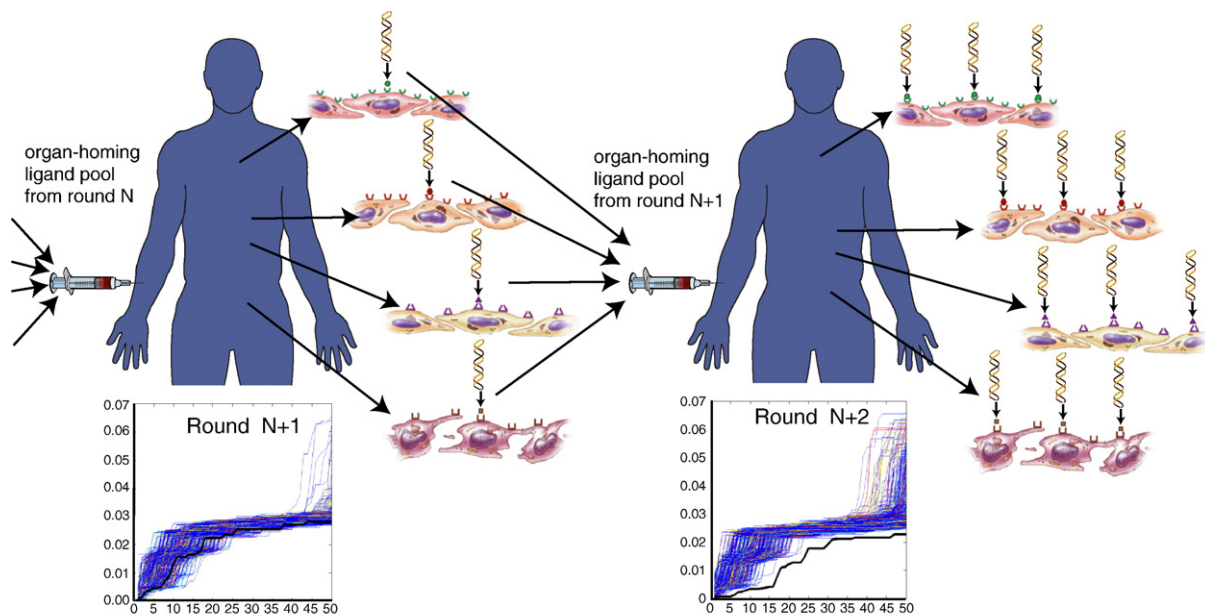 organ-homing
ligand pool
from round N
organ-homing
ligand pool
from round N+1
Round N+1
0.07
0.06
0.05
0.04
0.03
0.02
0.01
0.00
0 5 10 15 20 25 30 35 40 45 50
Round N+2
0.07
0.06
0.05
0.04
0.03
0.02
0.01
0.00
0 5 10 15 20 25 30 35 40 45 50